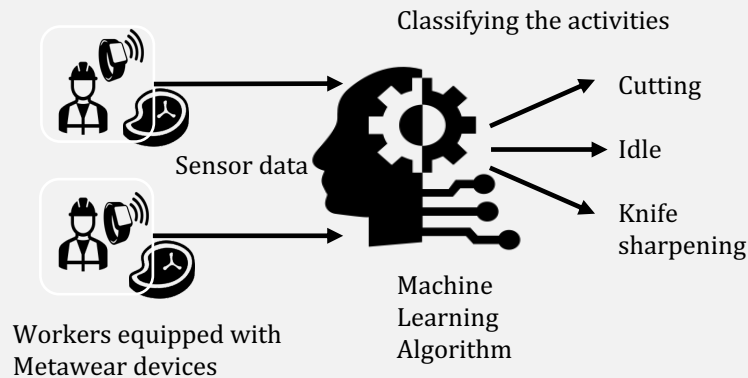 Classifying the activities
Cutting
Sensor data
Idle
Knife
sharpening
Machine
Learning
Algorithm
Workers equipped with
Metawear devices